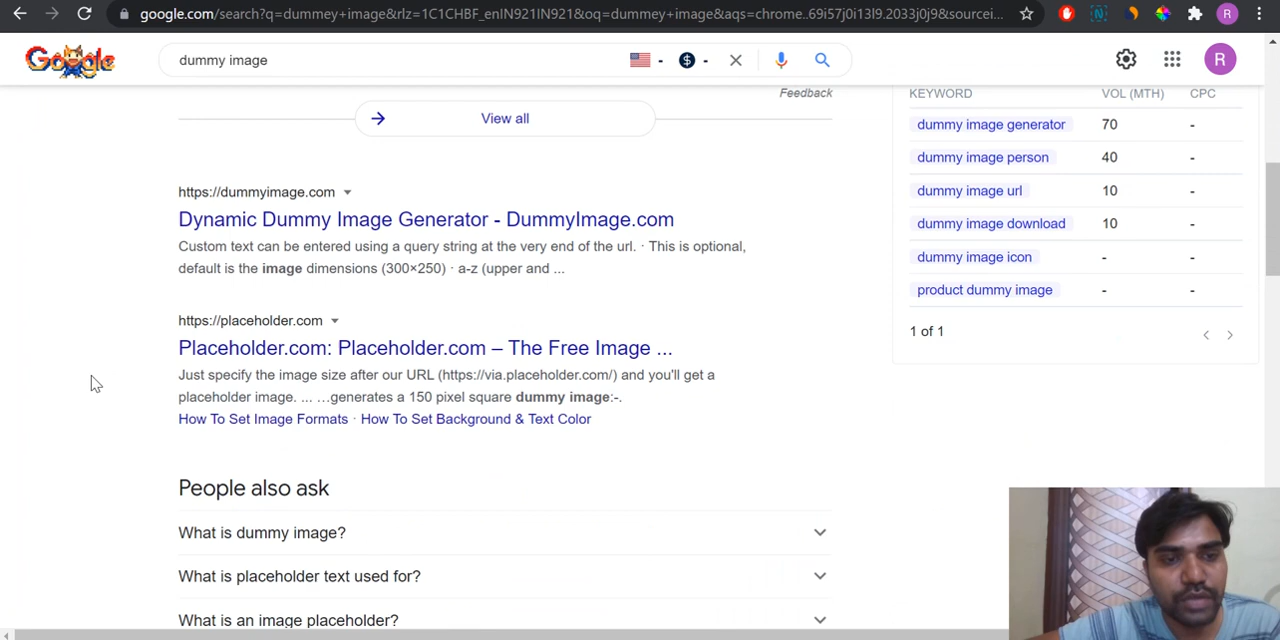 google.com/search?q=dummey+image&rlz=1C1CHBF_enIN921IN921&oq=dummey+image&aqs=chrome..69i57j0i13l9.2033j0j9&sourcei...
R
Google
dummy image
R
Feedback
View all
KEYWORD VOL (MTH) CPC
dummy image generator 70 -
dummy image person 40 -
dummy image url 10 -
dummy image download 10 -
dummy image icon - -
product dummy image - -
1 of 1
https://dummyimage.com
Dynamic Dummy Image Generator - DummyImage.com
Custom text can be entered using a query string at the very end of the url. · This is optional,
default is the image dimensions (300×250) · a-z (upper and ...
https://placeholder.com
Placeholder.com: Placeholder.com – The Free Image ...
Just specify the image size after our URL (https://via.placeholder.com/) and you'll get a
placeholder image. ... …generates a 150 pixel square dummy image:-.
How To Set Image Formats · How To Set Background & Text Color
People also ask
What is dummy image?
What is placeholder text used for?
What is an image placeholder?